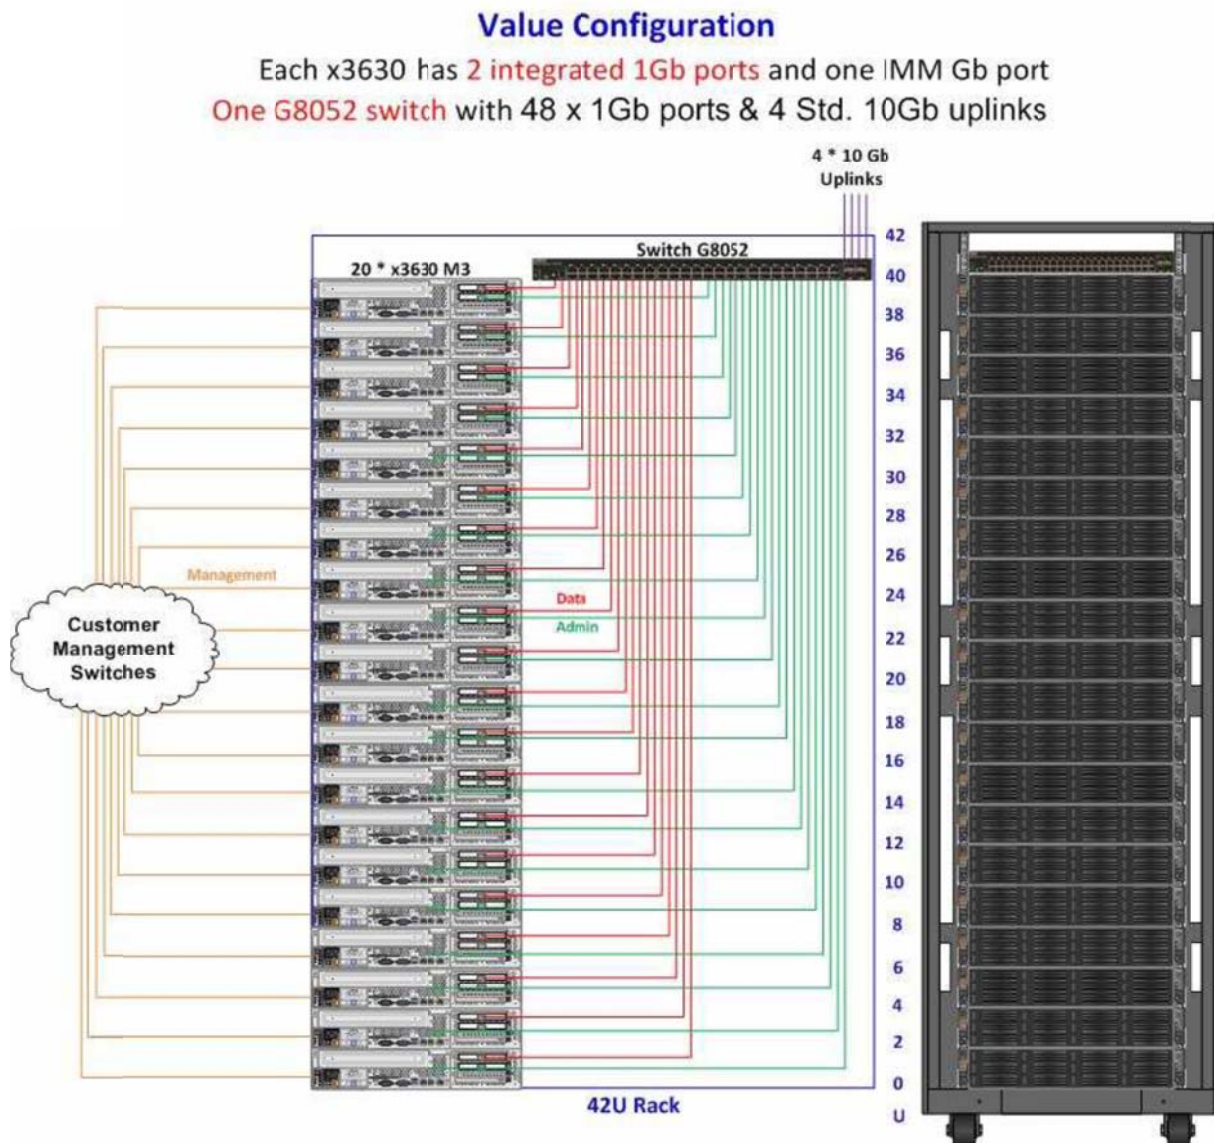 Value Configuration
Each x3630 has 2 integrated 1Gb ports and one IMM Gb port
One G8052 switch with 48 x 1Gb ports & 4 Std. 10Gb uplinks
4 * 10 Gb
Uplinks
42
Switch G8052
20 * x3630 M3
40
38
36
34
32
30
28
26
Management
24
Data
Admin
Customer
Management
Switches
22
20
18
16
14
12
10
8
6
4
2
0
42U Rack
U